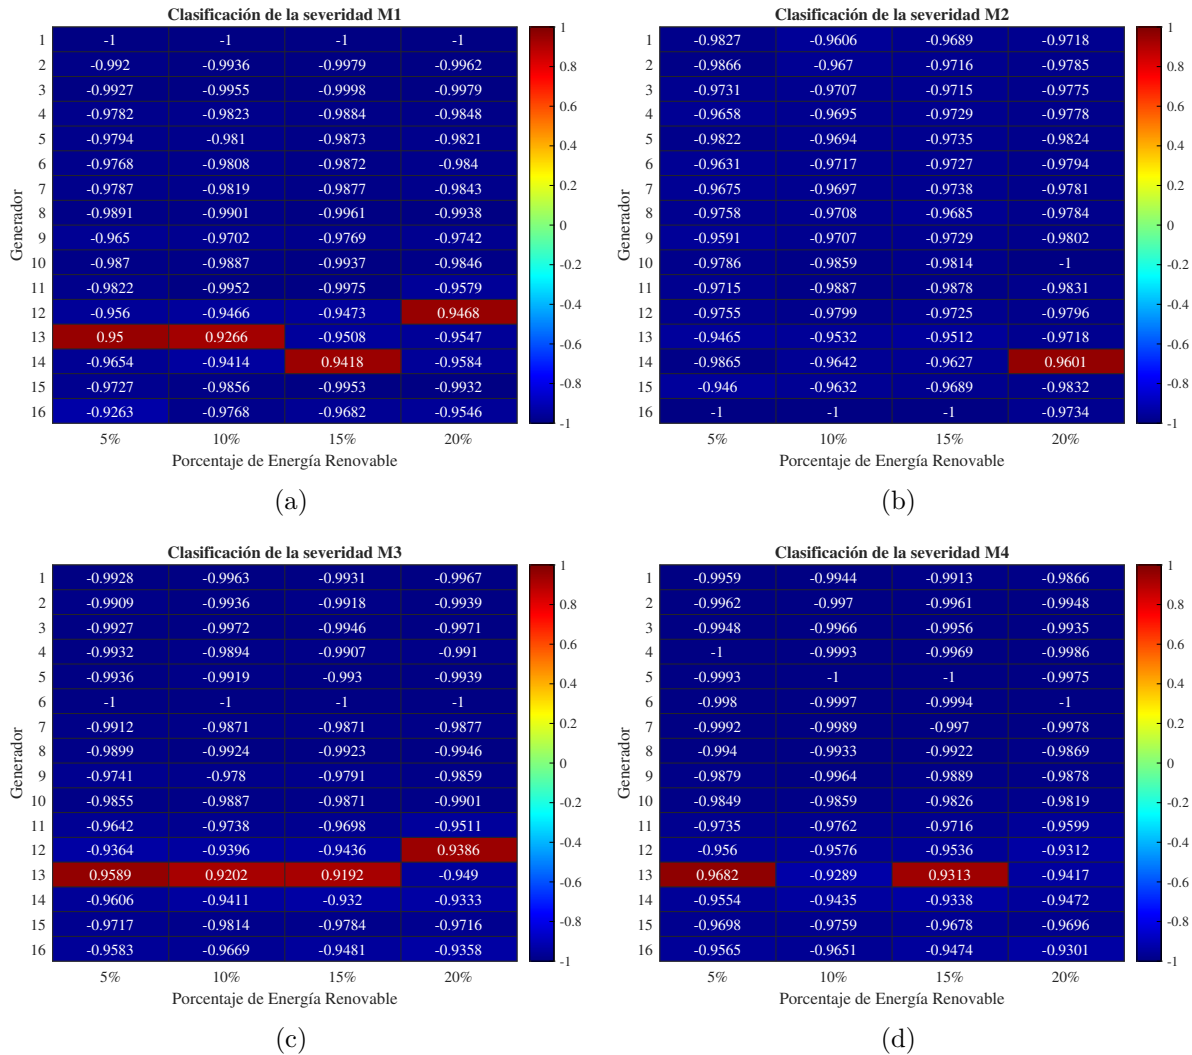 Clasificación de la severidad M1
1 -1 -1 -1 -1
2 -0.992 -0.9936 -0.9979 -0.9962
3 -0.9927 -0.9955 -0.9998 -0.9979
4 -0.9782 -0.9823 -0.9884 -0.9848
5 -0.9794 -0.981 -0.9873 -0.9821
6 -0.9768 -0.9808 -0.9872 -0.984
7 -0.9787 -0.9819 -0.9877 -0.9843
8 -0.9891 -0.9901 -0.9961 -0.9938
9 -0.965 -0.9702 -0.9769 -0.9742
10 -0.987 -0.9887 -0.9937 -0.9846
11 -0.9822 -0.9952 -0.9975 -0.9579
12 -0.956 -0.9466 -0.9473 0.9468
13 0.95 0.9266 -0.9508 -0.9547
14 -0.9654 -0.9414 0.9418 -0.9584
15 -0.9727 -0.9856 -0.9953 -0.9932
16 -0.9263 -0.9768 -0.9682 -0.9546
5% 10% 15% 20%
Porcentaje de Energía Renovable
Generador
1
0.8
0.6
0.4
0.2
0
-0.2
-0.4
-0.6
-0.8
-1
(a)
Clasificación de la severidad M2
1 -0.9827 -0.9606 -0.9689 -0.9718
2 -0.9866 -0.967 -0.9716 -0.9785
3 -0.9731 -0.9707 -0.9715 -0.9775
4 -0.9658 -0.9695 -0.9729 -0.9778
5 -0.9822 -0.9694 -0.9735 -0.9824
6 -0.9631 -0.9717 -0.9727 -0.9794
7 -0.9675 -0.9697 -0.9738 -0.9781
8 -0.9758 -0.9708 -0.9685 -0.9784
9 -0.9591 -0.9707 -0.9729 -0.9802
10 -0.9786 -0.9859 -0.9814 -1
11 -0.9715 -0.9887 -0.9878 -0.9831
12 -0.9755 -0.9799 -0.9725 -0.9796
13 -0.9465 -0.9532 -0.9512 -0.9718
14 -0.9865 -0.9642 -0.9627 0.9601
15 -0.946 -0.9632 -0.9689 -0.9832
16 -1 -1 -1 -0.9734
5% 10% 15% 20%
Porcentaje de Energía Renovable
Generador
1
0.8
0.6
0.4
0.2
0
-0.2
-0.4
-0.6
-0.8
-1
(b)
Clasificación de la severidad M3
1 -0.9928 -0.9963 -0.9931 -0.9967
2 -0.9909 -0.9936 -0.9918 -0.9939
3 -0.9927 -0.9972 -0.9946 -0.9971
4 -0.9932 -0.9894 -0.9907 -0.991
5 -0.9936 -0.9919 -0.993 -0.9939
6 -1 -1 -1 -1
7 -0.9912 -0.9871 -0.9871 -0.9877
8 -0.9899 -0.9924 -0.9923 -0.9946
9 -0.9741 -0.978 -0.9791 -0.9859
10 -0.9855 -0.9887 -0.9871 -0.9901
11 -0.9642 -0.9738 -0.9698 -0.9511
12 -0.9364 -0.9396 -0.9436 0.9386
13 0.9589 0.9202 0.9192 -0.949
14 -0.9606 -0.9411 -0.932 -0.9333
15 -0.9717 -0.9814 -0.9784 -0.9716
16 -0.9583 -0.9669 -0.9481 -0.9358
5% 10% 15% 20%
Porcentaje de Energía Renovable
Generador
1
0.8
0.6
0.4
0.2
0
-0.2
-0.4
-0.6
-0.8
-1
(c)
Clasificación de la severidad M4
1 -0.9959 -0.9944 -0.9913 -0.9866
2 -0.9962 -0.997 -0.9961 -0.9948
3 -0.9948 -0.9966 -0.9956 -0.9935
4 -1 -0.9993 -0.9969 -0.9986
5 -0.9993 -1 -1 -0.9975
6 -0.998 -0.9997 -0.9994 -1
7 -0.9992 -0.9989 -0.997 -0.9978
8 -0.994 -0.9933 -0.9922 -0.9869
9 -0.9879 -0.9964 -0.9889 -0.9878
10 -0.9849 -0.9859 -0.9826 -0.9819
11 -0.9735 -0.9762 -0.9716 -0.9599
12 -0.956 -0.9576 -0.9536 -0.9312
13 0.9682 -0.9289 0.9313 -0.9417
14 -0.9554 -0.9435 -0.9338 -0.9472
15 -0.9698 -0.9759 -0.9678 -0.9696
16 -0.9565 -0.9651 -0.9474 -0.9301
5% 10% 15% 20%
Porcentaje de Energía Renovable
Generador
1
0.8
0.6
0.4
0.2
0
-0.2
-0.4
-0.6
-0.8
-1
(d)